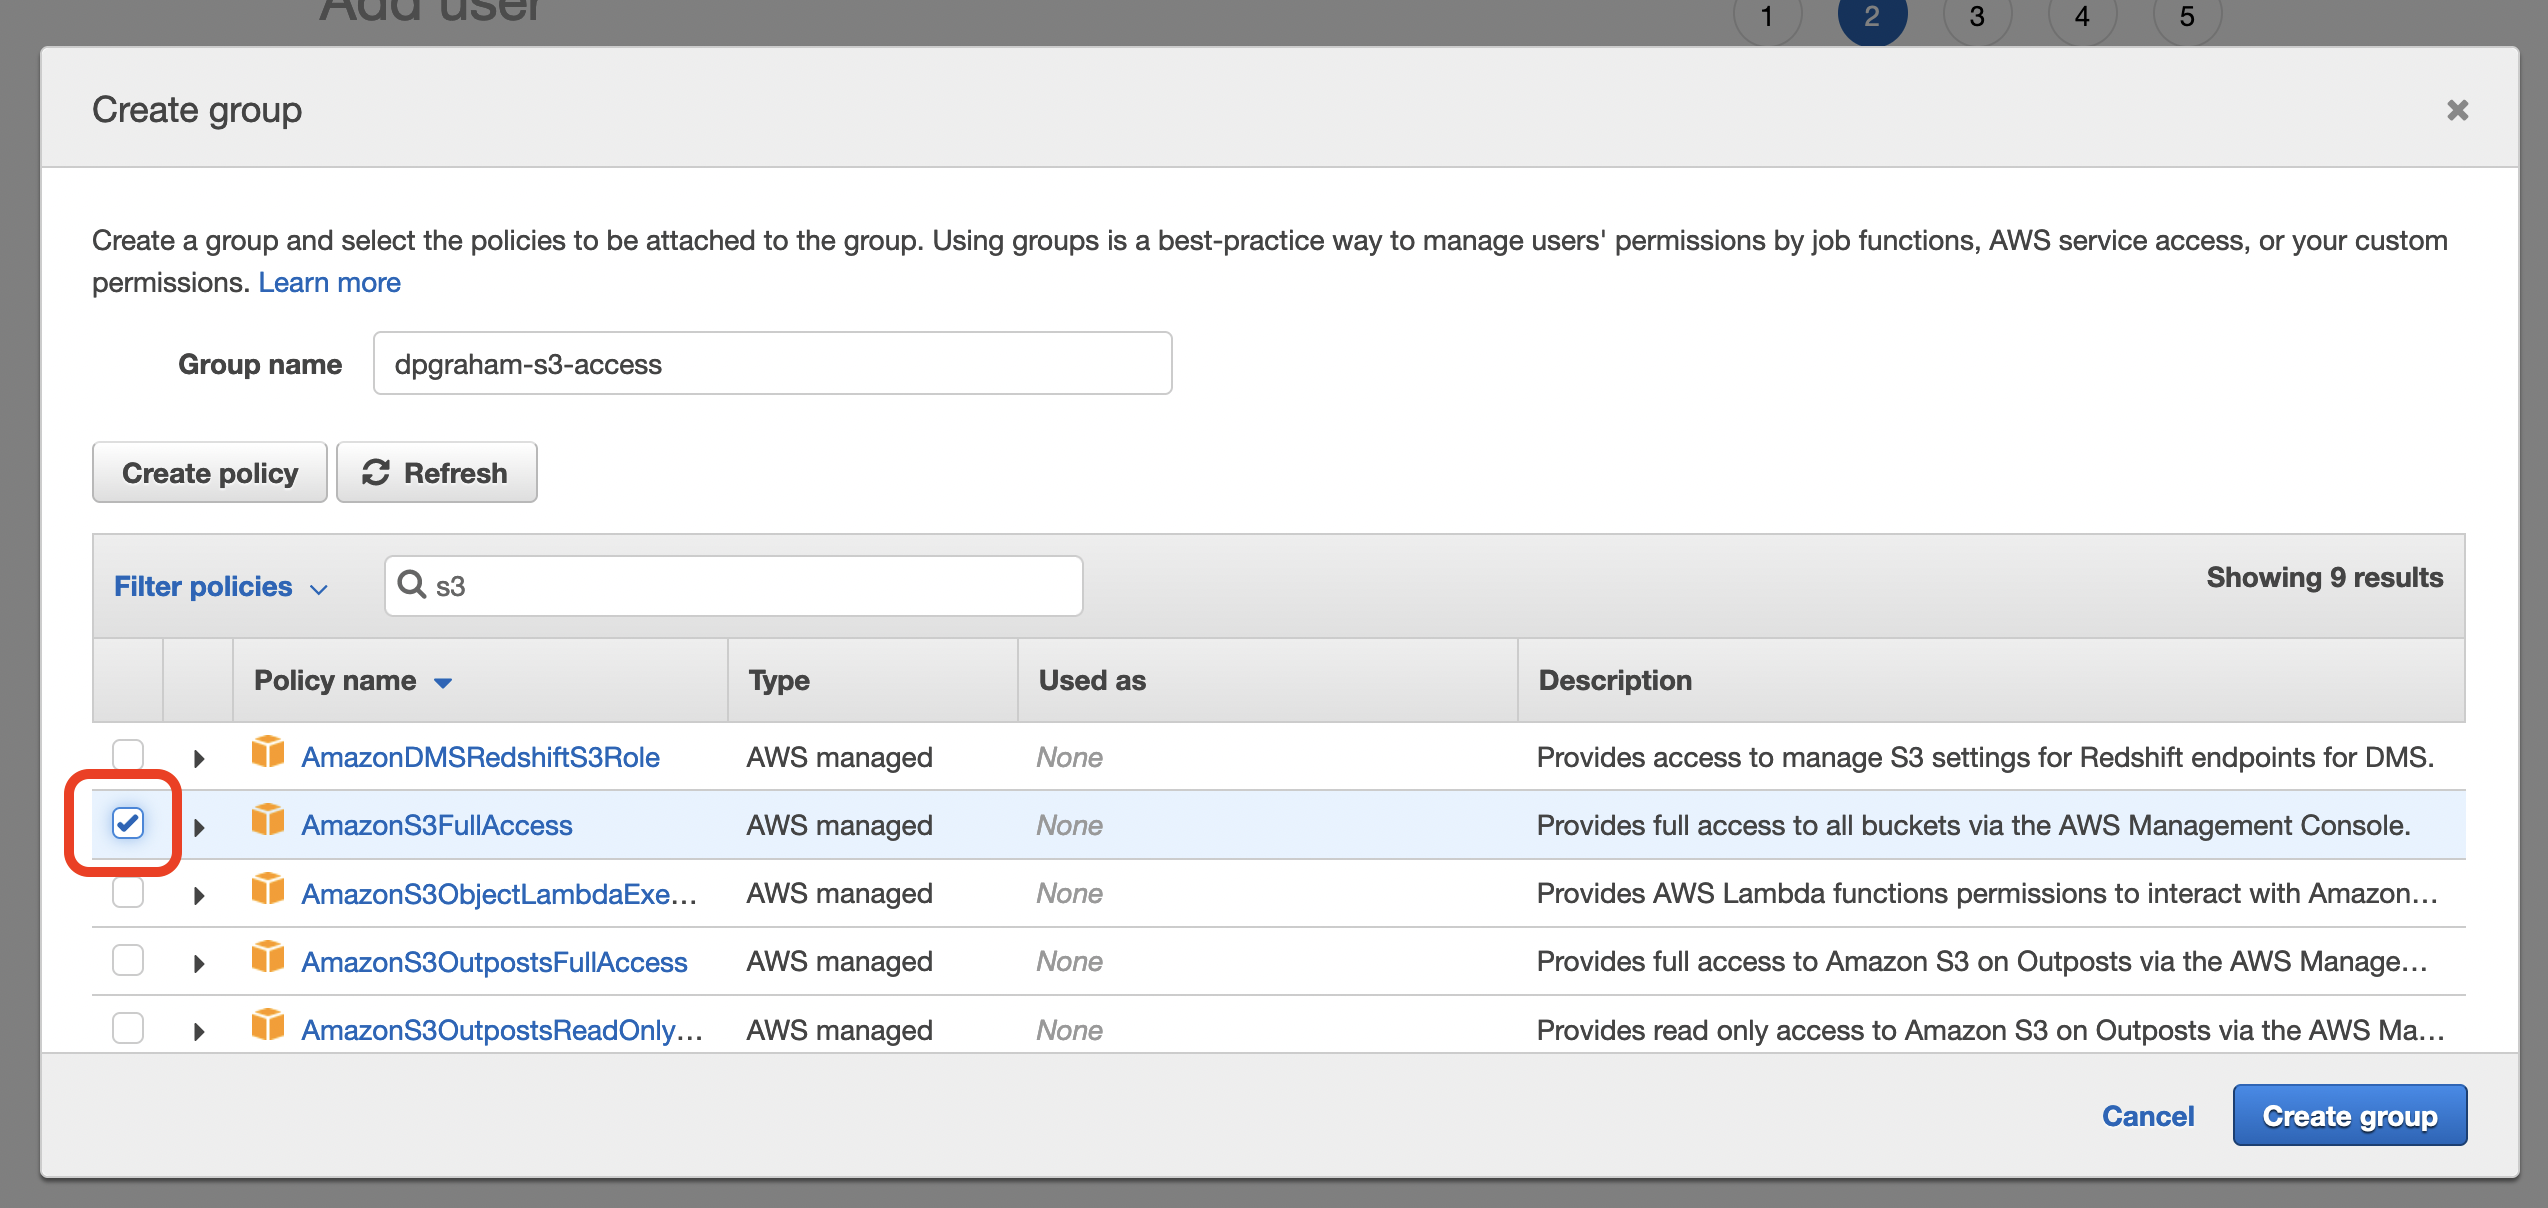 Add user
1 2 3 4 5
Create group
Create a group and select the policies to be attached to the group. Using groups is a best-practice way to manage users' permissions by job functions, AWS service access, or your custom
permissions. Learn more
Group name dpgraham-s3-access
Create policy Refresh
Filter policies s3 Showing 9 results
Policy name Type Used as Description
AmazonDMSRedshiftS3Role AWS managed None Provides access to manage S3 settings for Redshift endpoints for DMS.
AmazonS3FullAccess AWS managed None Provides full access to all buckets via the AWS Management Console.
AmazonS3ObjectLambdaExe... AWS managed None Provides AWS Lambda functions permissions to interact with Amazon...
AmazonS3OutpostsFullAccess AWS managed None Provides full access to Amazon S3 on Outposts via the AWS Manage...
AmazonS3OutpostsReadOnly... AWS managed None Provides read only access to Amazon S3 on Outposts via the AWS Ma...
Cancel Create group